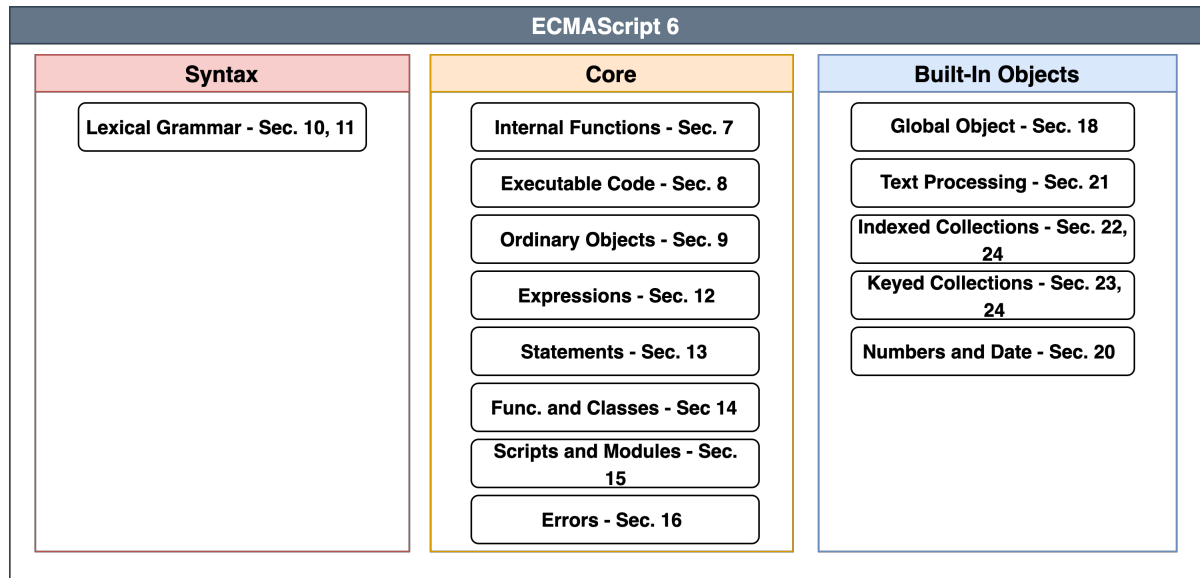 ECMAScript 6
Syntax
Lexical Grammar - Sec. 10, 11
Core
Internal Functions - Sec. 7
Executable Code - Sec. 8
Ordinary Objects - Sec. 9
Expressions - Sec. 12
Statements - Sec. 13
Func. and Classes - Sec 14
Scripts and Modules - Sec.
15
Errors - Sec. 16
Built-In Objects
Global Object - Sec. 18
Text Processing - Sec. 21
Indexed Collections - Sec. 22,
24
Keyed Collections - Sec. 23,
24
Numbers and Date - Sec. 20